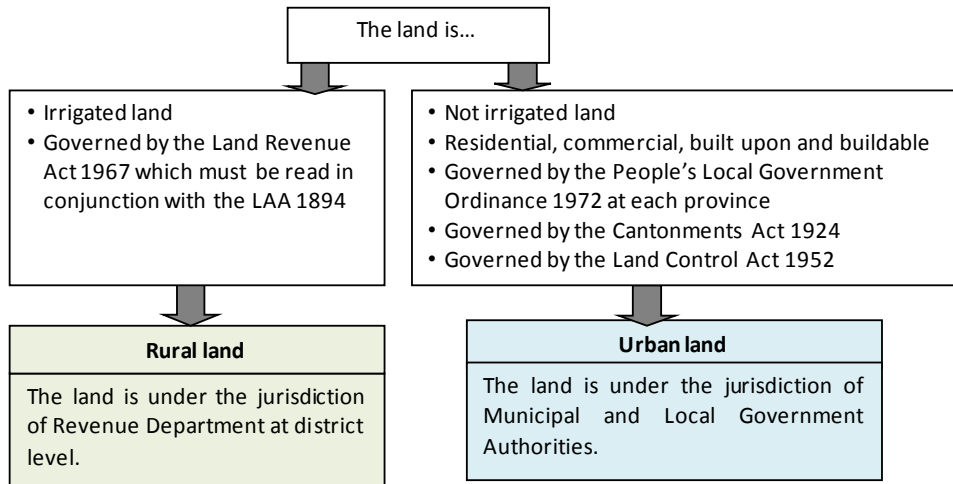 The land is…
• Irrigated land
• Governed by the Land Revenue
Act 1967 which must be read in
conjunction with the LAA 1894
• Not irrigated land
• Residential, commercial, built upon and buildable
• Governed by the People’s Local Government
Ordinance 1972 at each province
• Governed by the Cantonments Act 1924
• Governed by the Land Control Act 1952
Rural land
The land is under the jurisdiction
of Revenue Department at district
level.
Urban land
The land is under the jurisdiction of
Municipal and Local Government
Authorities.